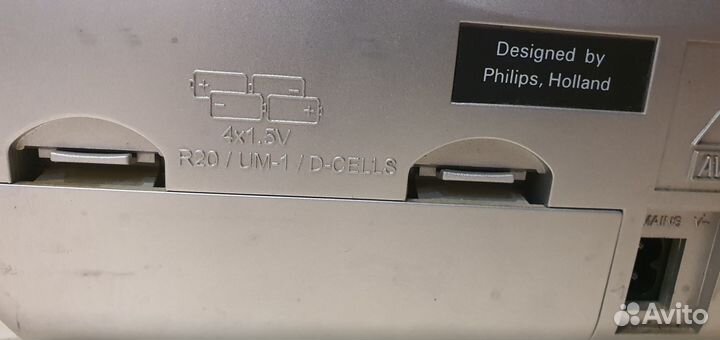 Designed by
Philips, Holland
4x1.5V
R20 / UM-1 / D-CELLS
MAINS
Avito